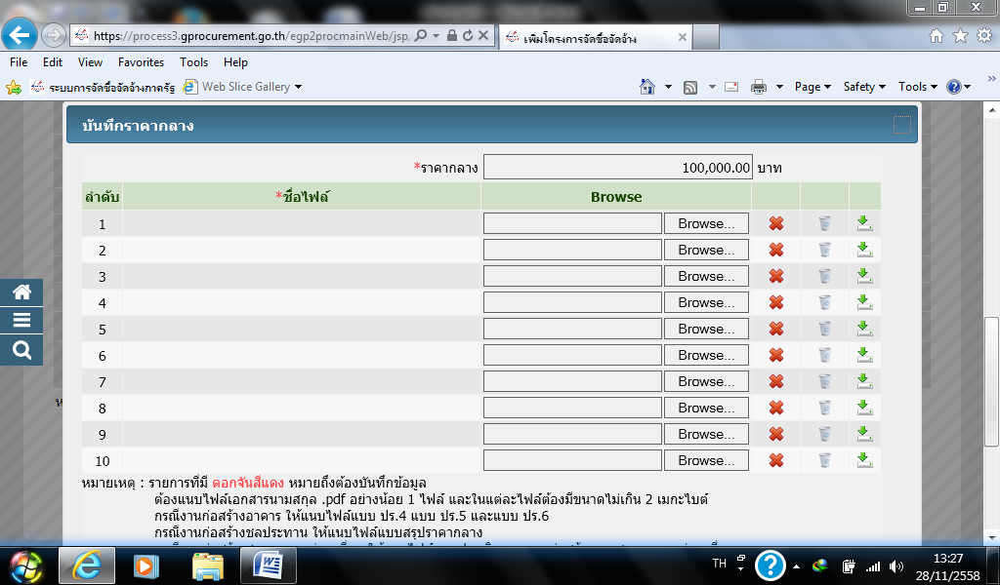 https://process3.gprocurement.go.th/egp2procmainWeb/jsp,
เพิ่มโครงการจัดซื้อจัดจ้าง
File Edit View Favorites Tools Help
ระบบการจัดซื้อจัดจ้างภาครัฐ Web Slice Gallery Page Safety Tools
บันทึกราคากลาง
*ราคากลาง 100,000.00 บาท
ลำดับ *ชื่อไฟล์ Browse
1 Browse...
2 Browse...
3 Browse...
4 Browse...
5 Browse...
6 Browse...
7 Browse...
8 Browse...
9 Browse...
10 Browse...
หมายเหตุ : รายการที่มี ดอกจันสีแดง หมายถึงต้องบันทึกข้อมูล
ต้องแนบไฟล์เอกสารนามสกุล .pdf อย่างน้อย 1 ไฟล์ และในแต่ละไฟล์ต้องมีขนาดไม่เกิน 2 เมกะไบต์
กรณีงานก่อสร้างอาคาร ให้แนบไฟล์แบบ ปร.4 แบบ ปร.5 และแบบ ปร.6
กรณีงานก่อสร้างชลประทาน ให้แนบไฟล์แบบสรุปราคากลาง
TH 13:27
28/11/2558